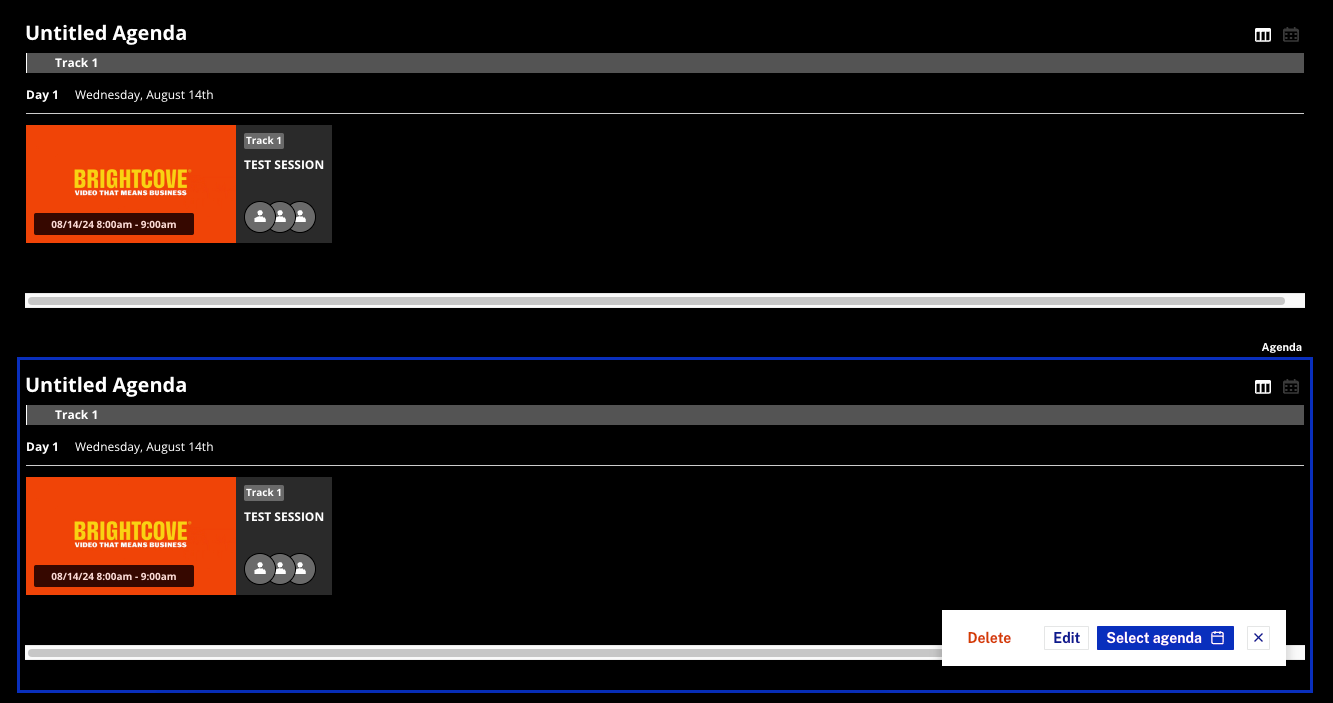 Untitled Agenda
Track 1
Day 1 Wednesday, August 14th
Track 1
TEST SESSION
BRIGHTCOVE
VIDEO THAT MEANS BUSINESS
08/14/24 8:00am - 9:00am
Agenda
Untitled Agenda
Track 1
Day 1 Wednesday, August 14th
Track 1
TEST SESSION
BRIGHTCOVE
VIDEO THAT MEANS BUSINESS
08/14/24 8:00am - 9:00am
Delete Edit Select agenda